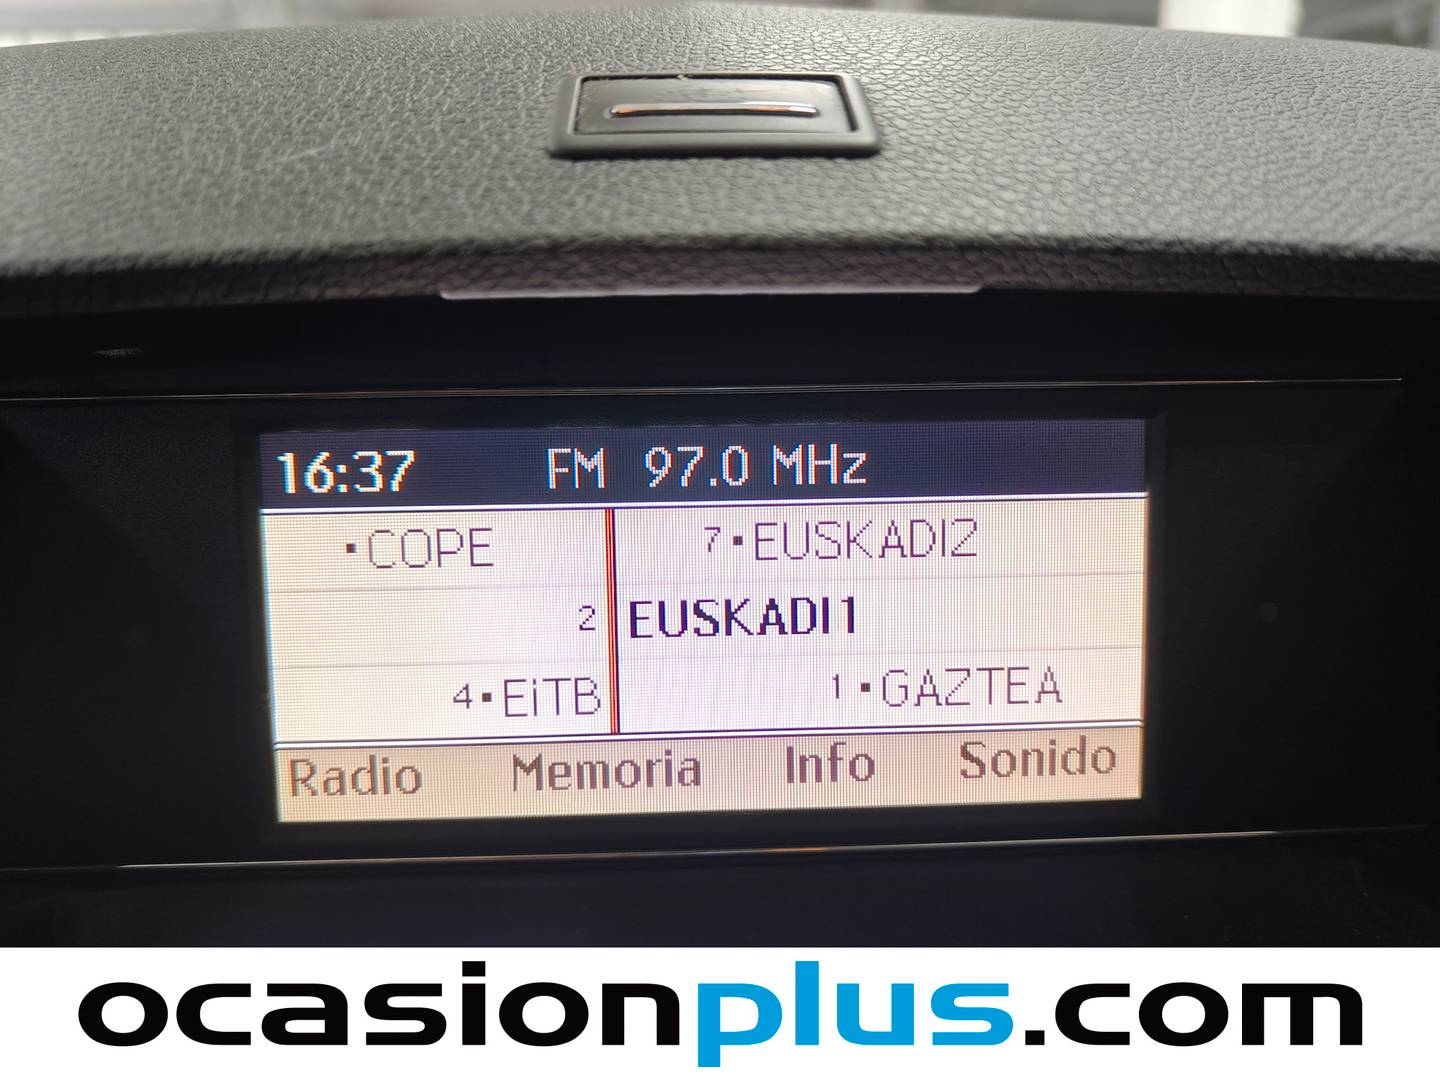 16:37 FM 97.0 MHz
▪COPE 7▪EUSKADI2
2 EUSKADI1
4▪EiTB 1▪GAZTEA
Radio Memoria Info Sonido
ocasionplus.com